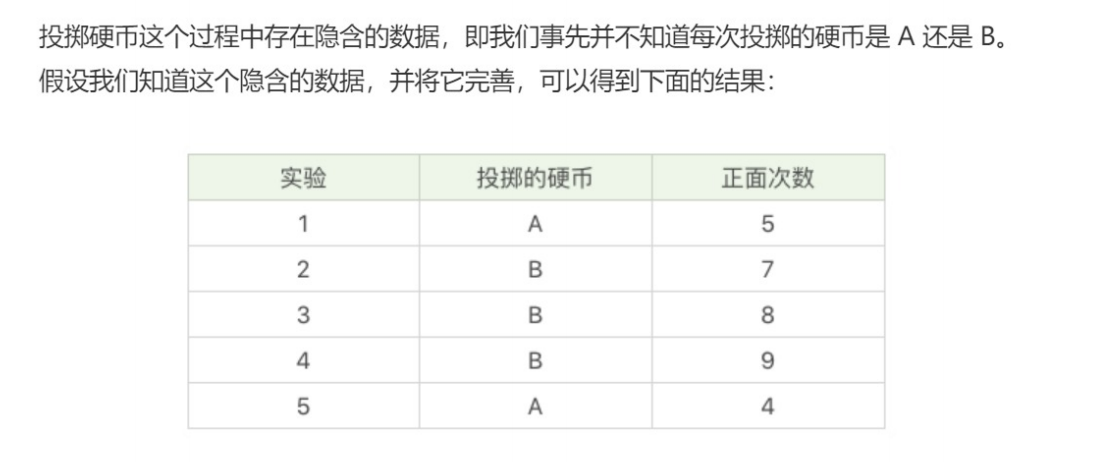 投掷硬币这个过程中存在隐含的数据，即我们事先并不知道每次投掷的硬币是 A 还是 B。
假设我们知道这个隐含的数据，并将它完善，可以得到下面的结果：
实验 投掷的硬币 正面次数
1 A 5
2 B 7
3 B 8
4 B 9
5 A 4